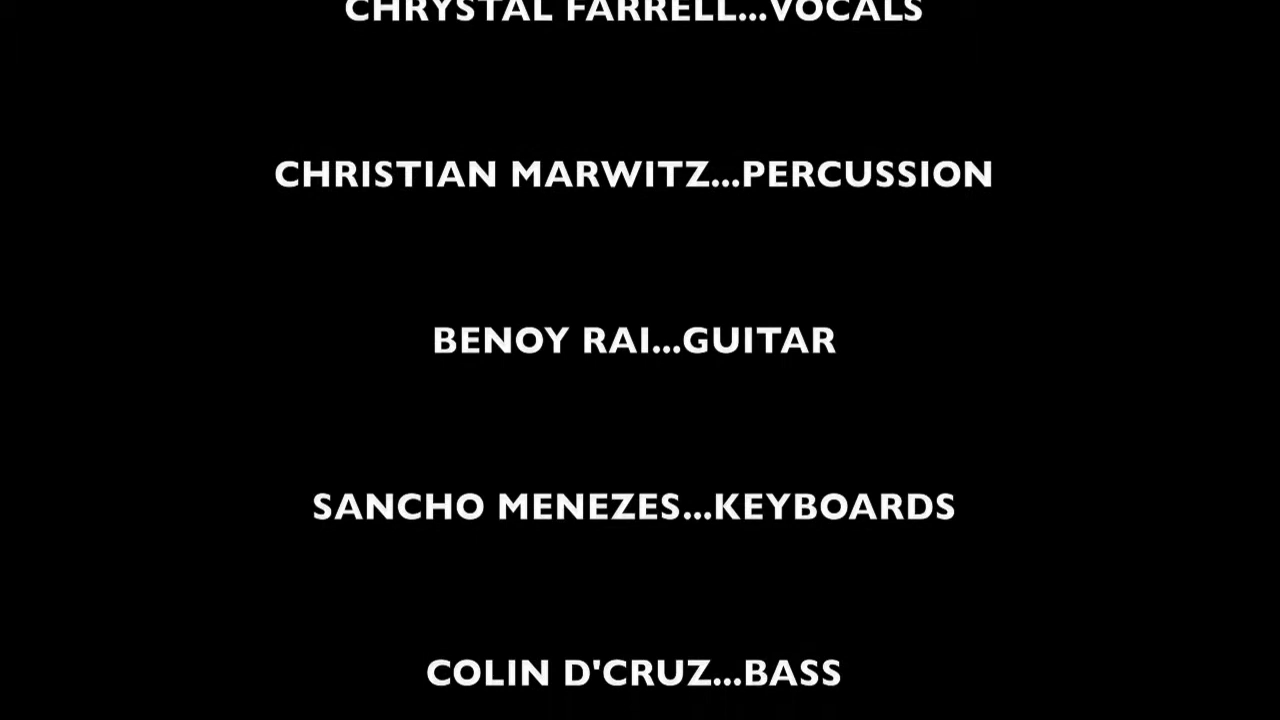 CHRYSTAL FARRELL...VOCALS
CHRISTIAN MARWITZ...PERCUSSION
BENOY RAI...GUITAR
SANCHO MENEZES...KEYBOARDS
COLIN D'CRUZ...BASS